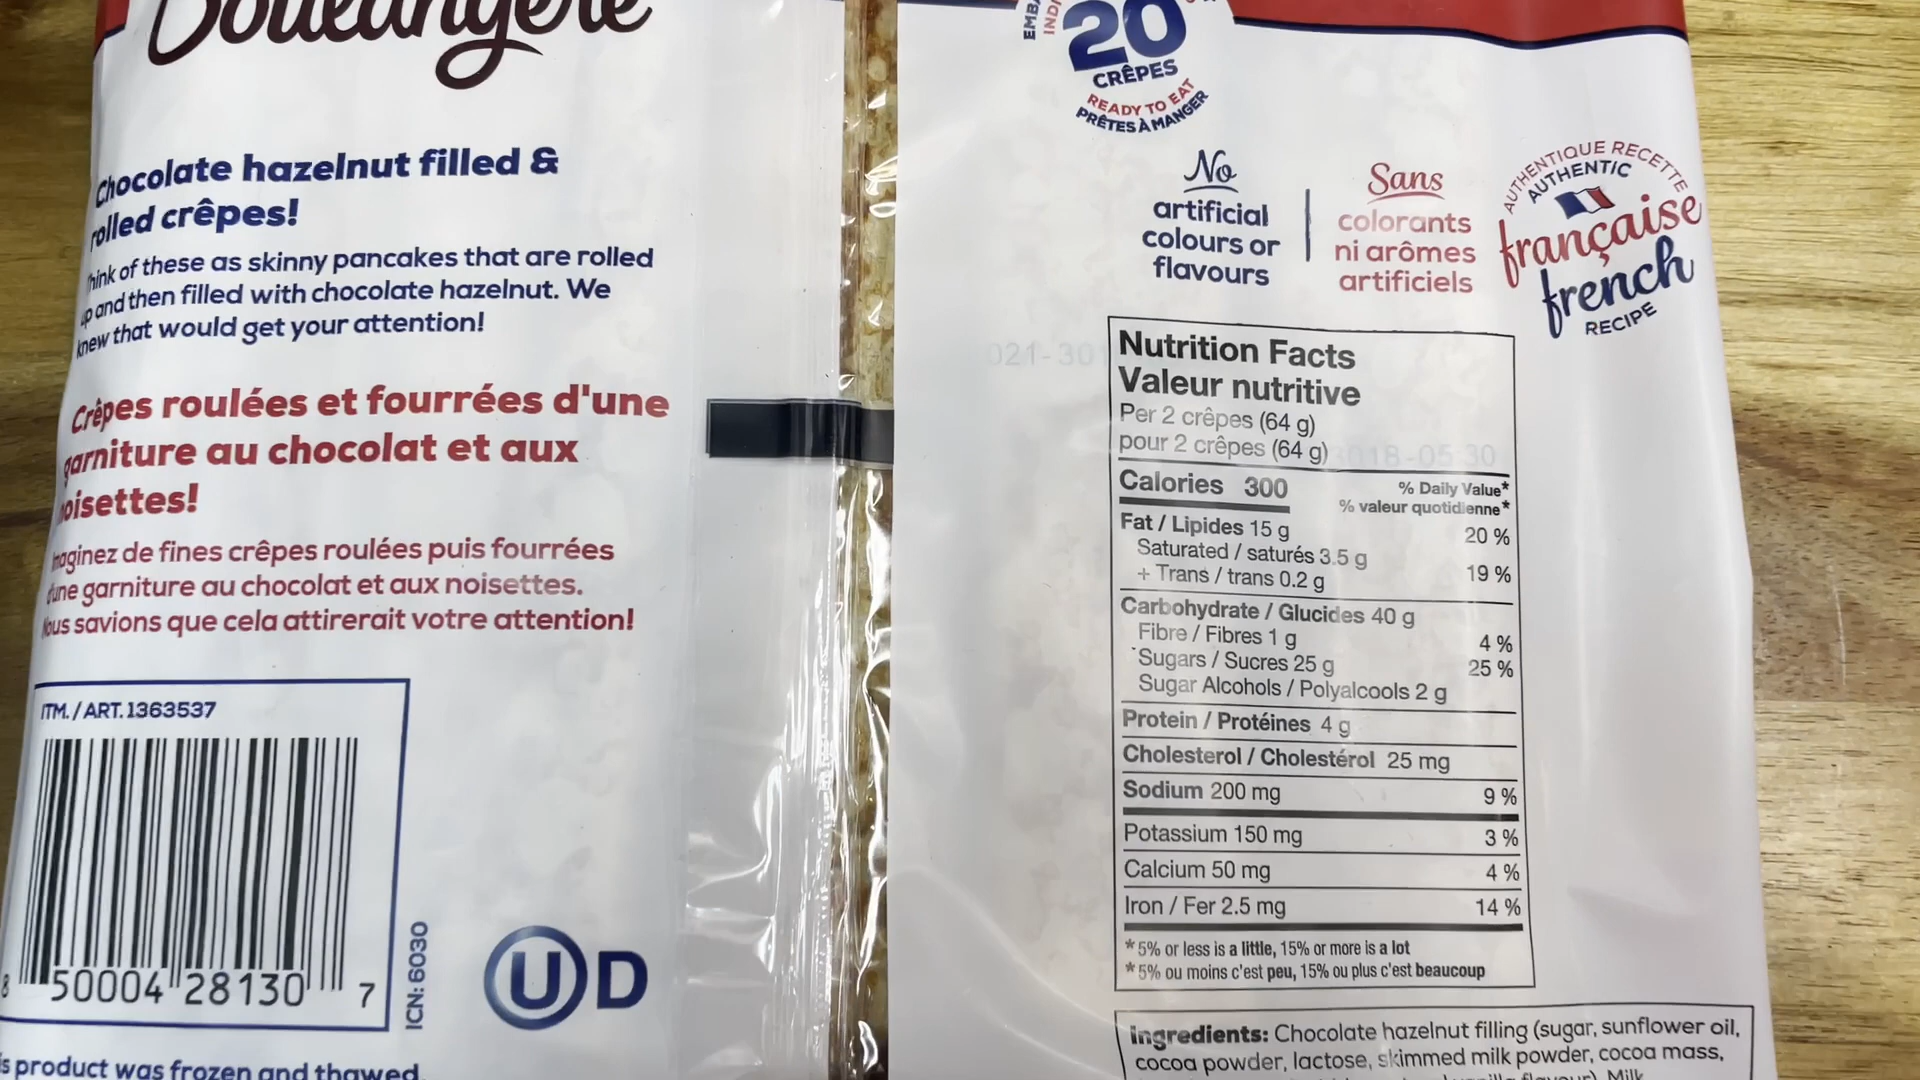 Boulangère
Chocolate hazelnut filled &
rolled crêpes!
Think of these as skinny pancakes that are rolled
up and then filled with chocolate hazelnut. We
knew that would get your attention!
Crêpes roulées et fourrées d'une
garniture au chocolat et aux
noisettes!
Imaginez de fines crêpes roulées puis fourrées
d'une garniture au chocolat et aux noisettes.
Nous savions que cela attirerait votre attention!
ITM. / ART. 1363537
8 50004 28130 7
ICN: 6030
U D
is product was frozen and thawed.
20
CRÊPES
READY TO EAT
PRÊTES À MANGER
No
artificial
colours or
flavours
Sans
colorants
ni arômes
artificiels
AUTHENTIQUE RECETTE
AUTHENTIC
française
french
RECIPE
Nutrition Facts
Valeur nutritive
Per 2 crêpes (64 g)
pour 2 crêpes (64 g)
Calories 300
% Daily Value*
% valeur quotidienne*
Fat / Lipides 15 g 20 %
Saturated / saturés 3.5 g
+ Trans / trans 0.2 g 19 %
Carbohydrate / Glucides 40 g
Fibre / Fibres 1 g 4 %
Sugars / Sucres 25 g 25 %
Sugar Alcohols / Polyalcools 2 g
Protein / Protéines 4 g
Cholesterol / Cholestérol 25 mg
Sodium 200 mg 9 %
Potassium 150 mg 3 %
Calcium 50 mg 4 %
Iron / Fer 2.5 mg 14 %
*5% or less is a little, 15% or more is a lot
*5% ou moins c'est peu, 15% ou plus c'est beaucoup
Ingredients: Chocolate hazelnut filling (sugar, sunflower oil,
cocoa powder, lactose, skimmed milk powder, cocoa mass,
Milk